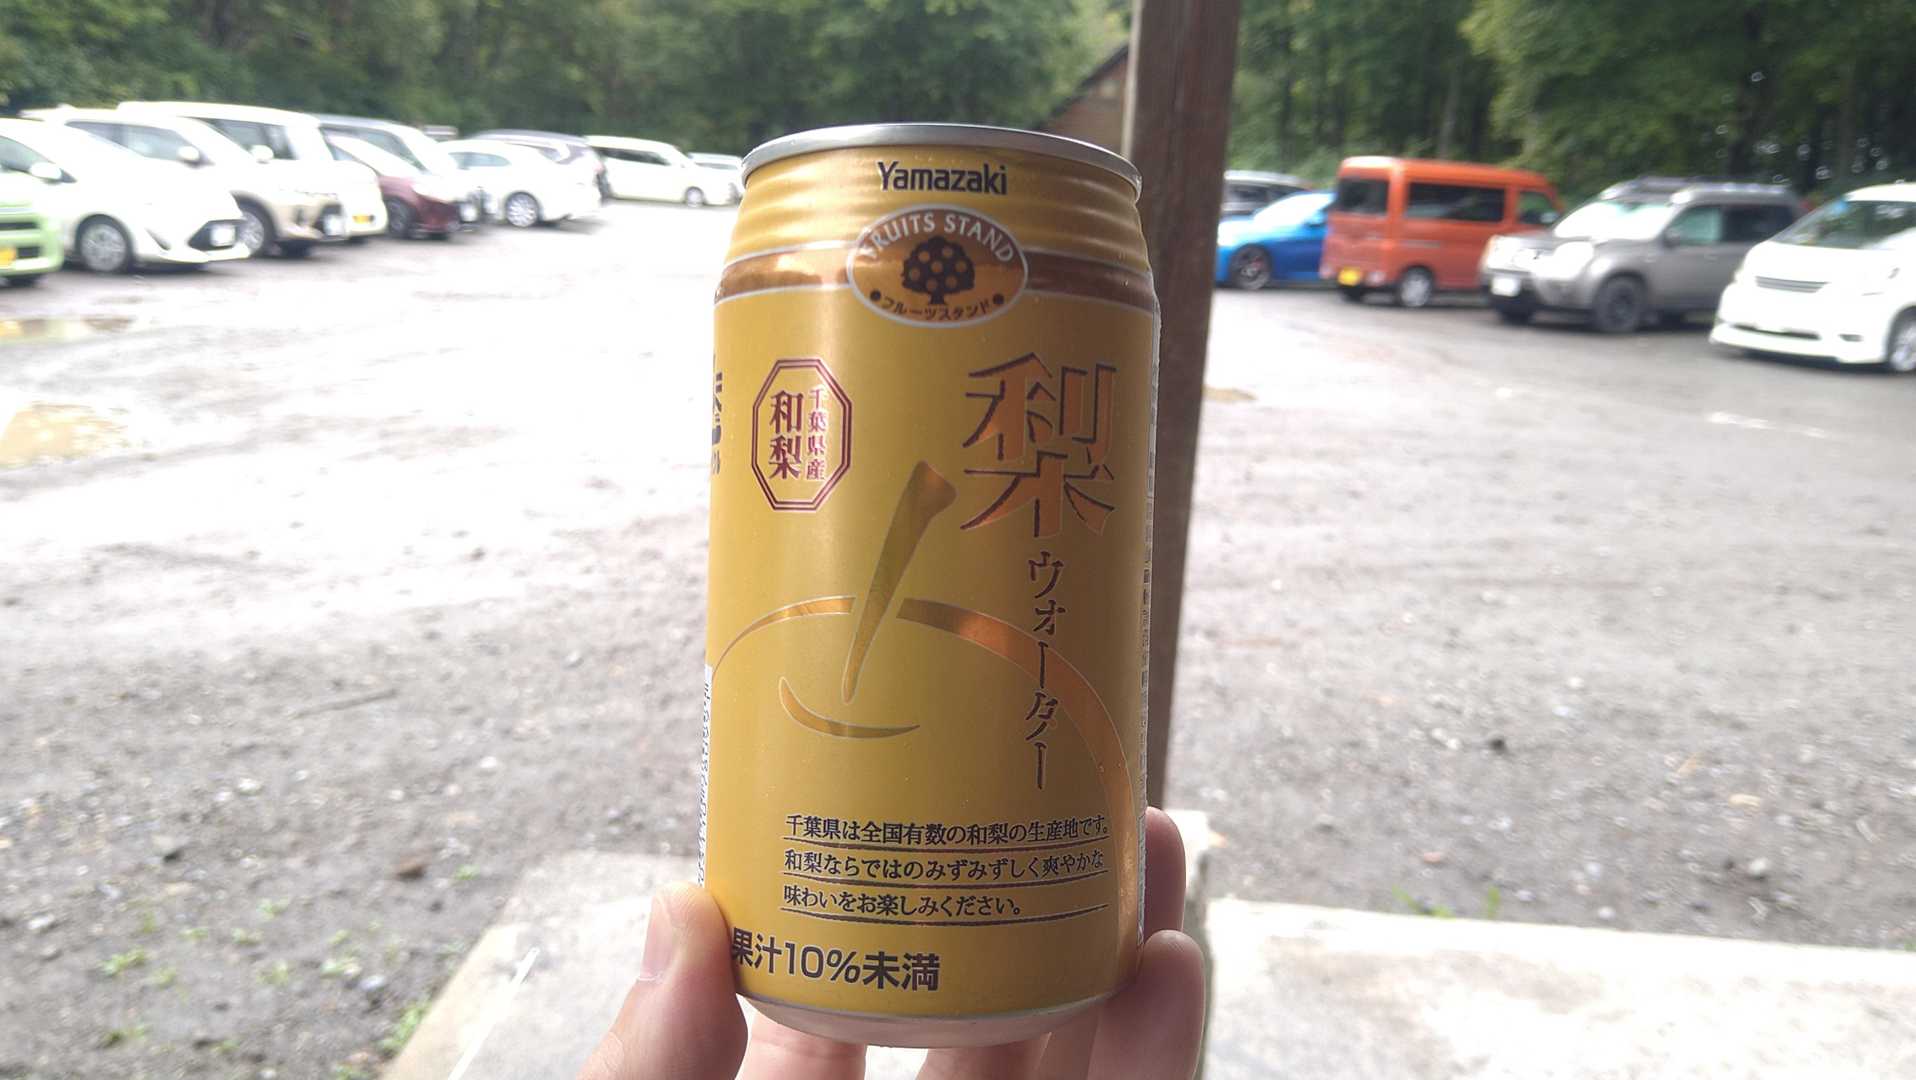 Yamazaki
FRUITS STAND
フルーツスタンド
梨
ウォーター
千葉県産
和梨
千葉県は全国有数の和梨の生産地です。
和梨ならではのみずみずしく爽やかな
味わいをお楽しみください。
果汁10%未満